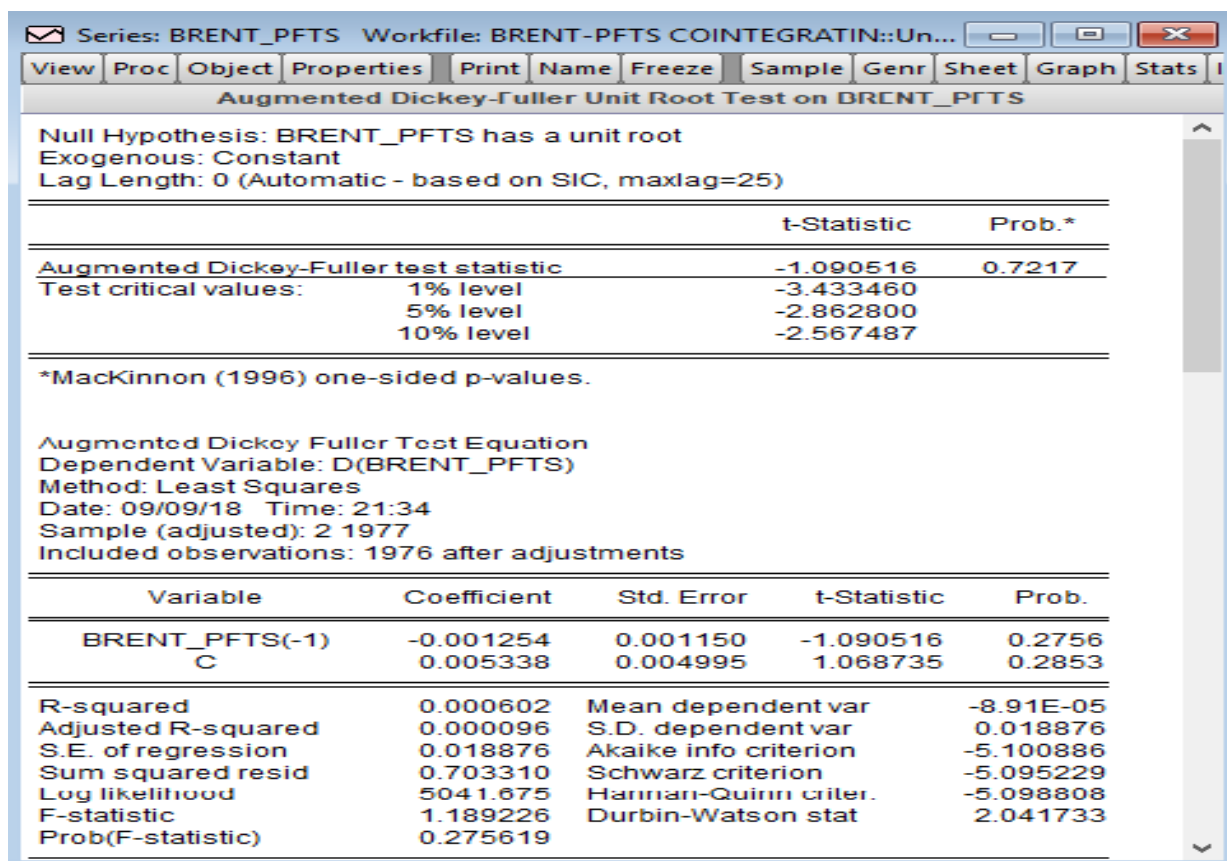 Series: BRENT_PFTS Workfile: BRENT-PFTS COINTEGRATIN::Un...
View Proc Object Properties Print Name Freeze Sample Genr Sheet Graph Stats
Augmented Dickey-Fuller Unit Root Test on BRENT_PFTS
Null Hypothesis: BRENT_PFTS has a unit root
Exogenous: Constant
Lag Length: 0 (Automatic - based on SIC, maxlag=25)
t-Statistic Prob.*
Augmented Dickey-Fuller test statistic -1.090516 0.7217
Test critical values: 1% level -3.433460
5% level -2.862800
10% level -2.567487
*MacKinnon (1996) one-sided p-values.
Augmented Dickey-Fuller Test Equation
Dependent Variable: D(BRENT_PFTS)
Method: Least Squares
Date: 09/09/18 Time: 21:34
Sample (adjusted): 2 1977
Included observations: 1976 after adjustments
Variable Coefficient Std. Error t-Statistic Prob.
BRENT_PFTS(-1) -0.001254 0.001150 -1.090516 0.2756
C 0.005338 0.004995 1.068735 0.2853
R-squared 0.000602 Mean dependent var -8.91E-05
Adjusted R-squared 0.000096 S.D. dependent var 0.018876
S.E. of regression 0.018876 Akaike info criterion -5.100886
Sum squared resid 0.703310 Schwarz criterion -5.095229
Log likelihood 5041.675 Hannan-Quinn criter. -5.098808
F-statistic 1.189226 Durbin-Watson stat 2.041733
Prob(F-statistic) 0.275619